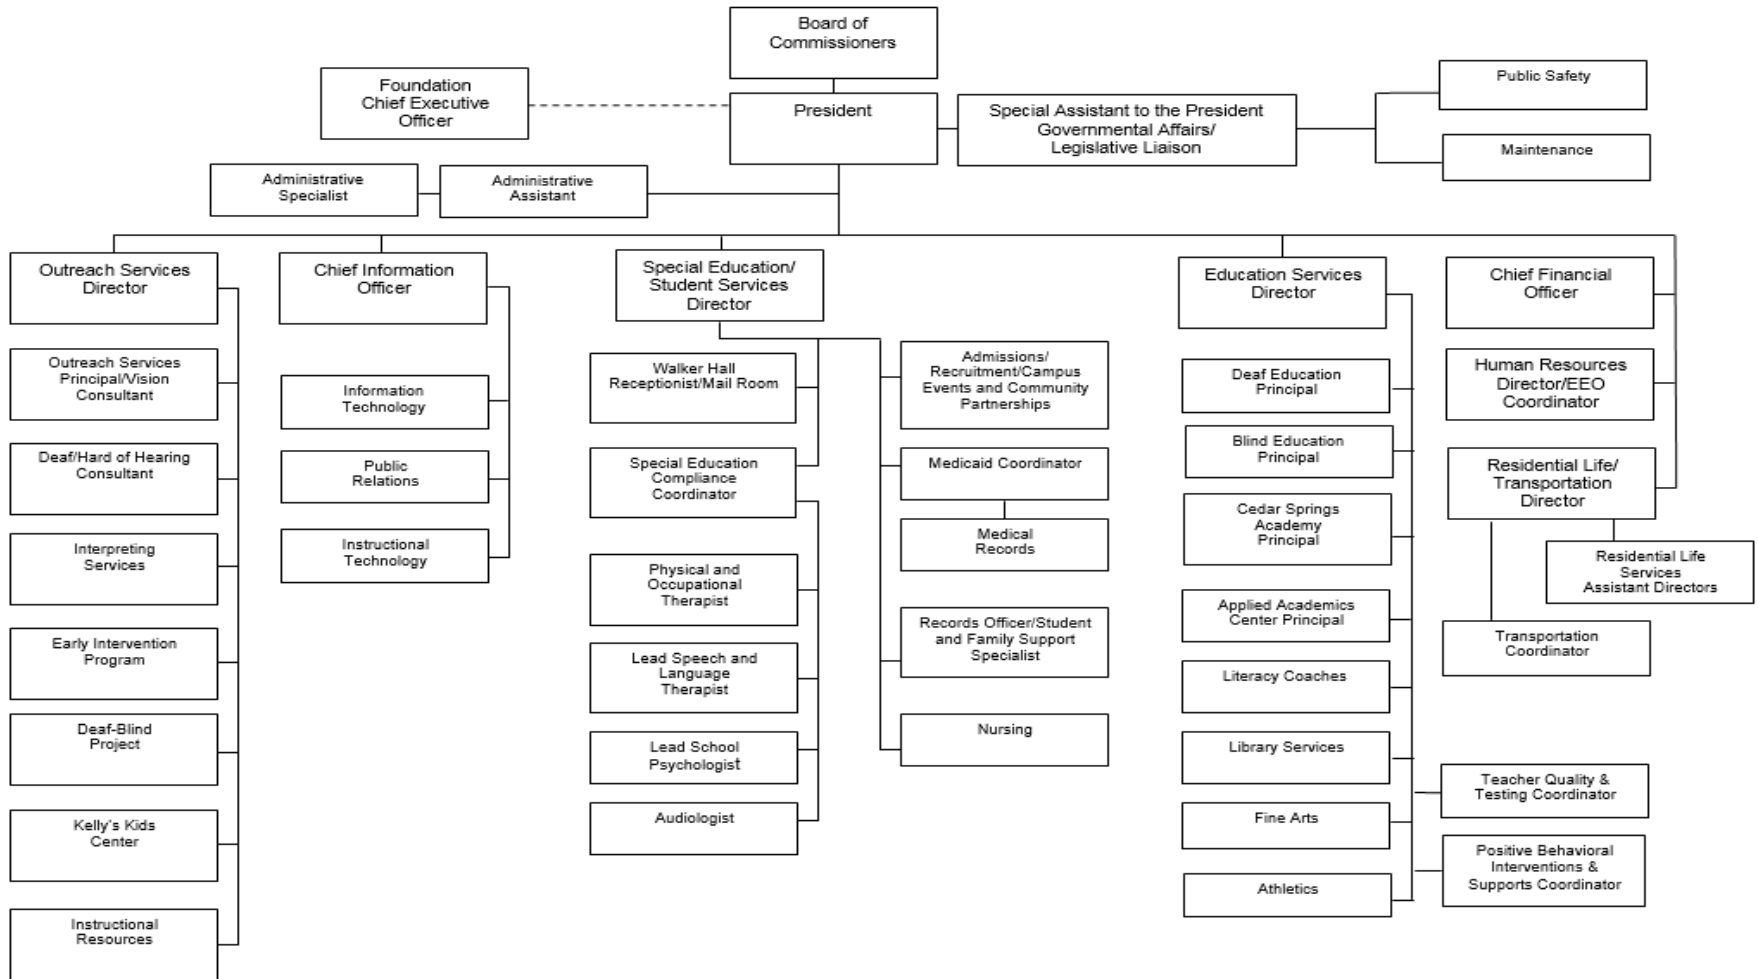 Board of
Commissioners
Foundation
Chief Executive
Officer
President
Special Assistant to the President
Governmental Affairs/
Legislative Liaison
Public Safety
Maintenance
Administrative
Specialist
Administrative
Assistant
Outreach Services
Director
Outreach Services
Principal/Vision
Consultant
Deaf/Hard of Hearing
Consultant
Interpreting
Services
Early Intervention
Program
Deaf-Blind
Project
Kelly's Kids
Center
Instructional
Resources
Chief Information
Officer
Information
Technology
Public
Relations
Instructional
Technology
Special Education/
Student Services
Director
Walker Hall
Receptionist/Mail Room
Special Education
Compliance
Coordinator
Physical and
Occupational
Therapist
Lead Speech and
Language
Therapist
Lead School
Psychologist
Audiologist
Admissions/
Recruitment/Campus
Events and Community
Partnerships
Medicaid Coordinator
Medical
Records
Records Officer/Student
and Family Support
Specialist
Nursing
Education Services
Director
Deaf Education
Principal
Blind Education
Principal
Cedar Springs
Academy
Principal
Applied Academics
Center Principal
Literacy Coaches
Library Services
Fine Arts
Athletics
Teacher Quality &
Testing Coordinator
Positive Behavioral
Interventions &
Supports Coordinator
Chief Financial
Officer
Human Resources
Director/EEO
Coordinator
Residential Life/
Transportation
Director
Residential Life
Services
Assistant Directors
Transportation
Coordinator